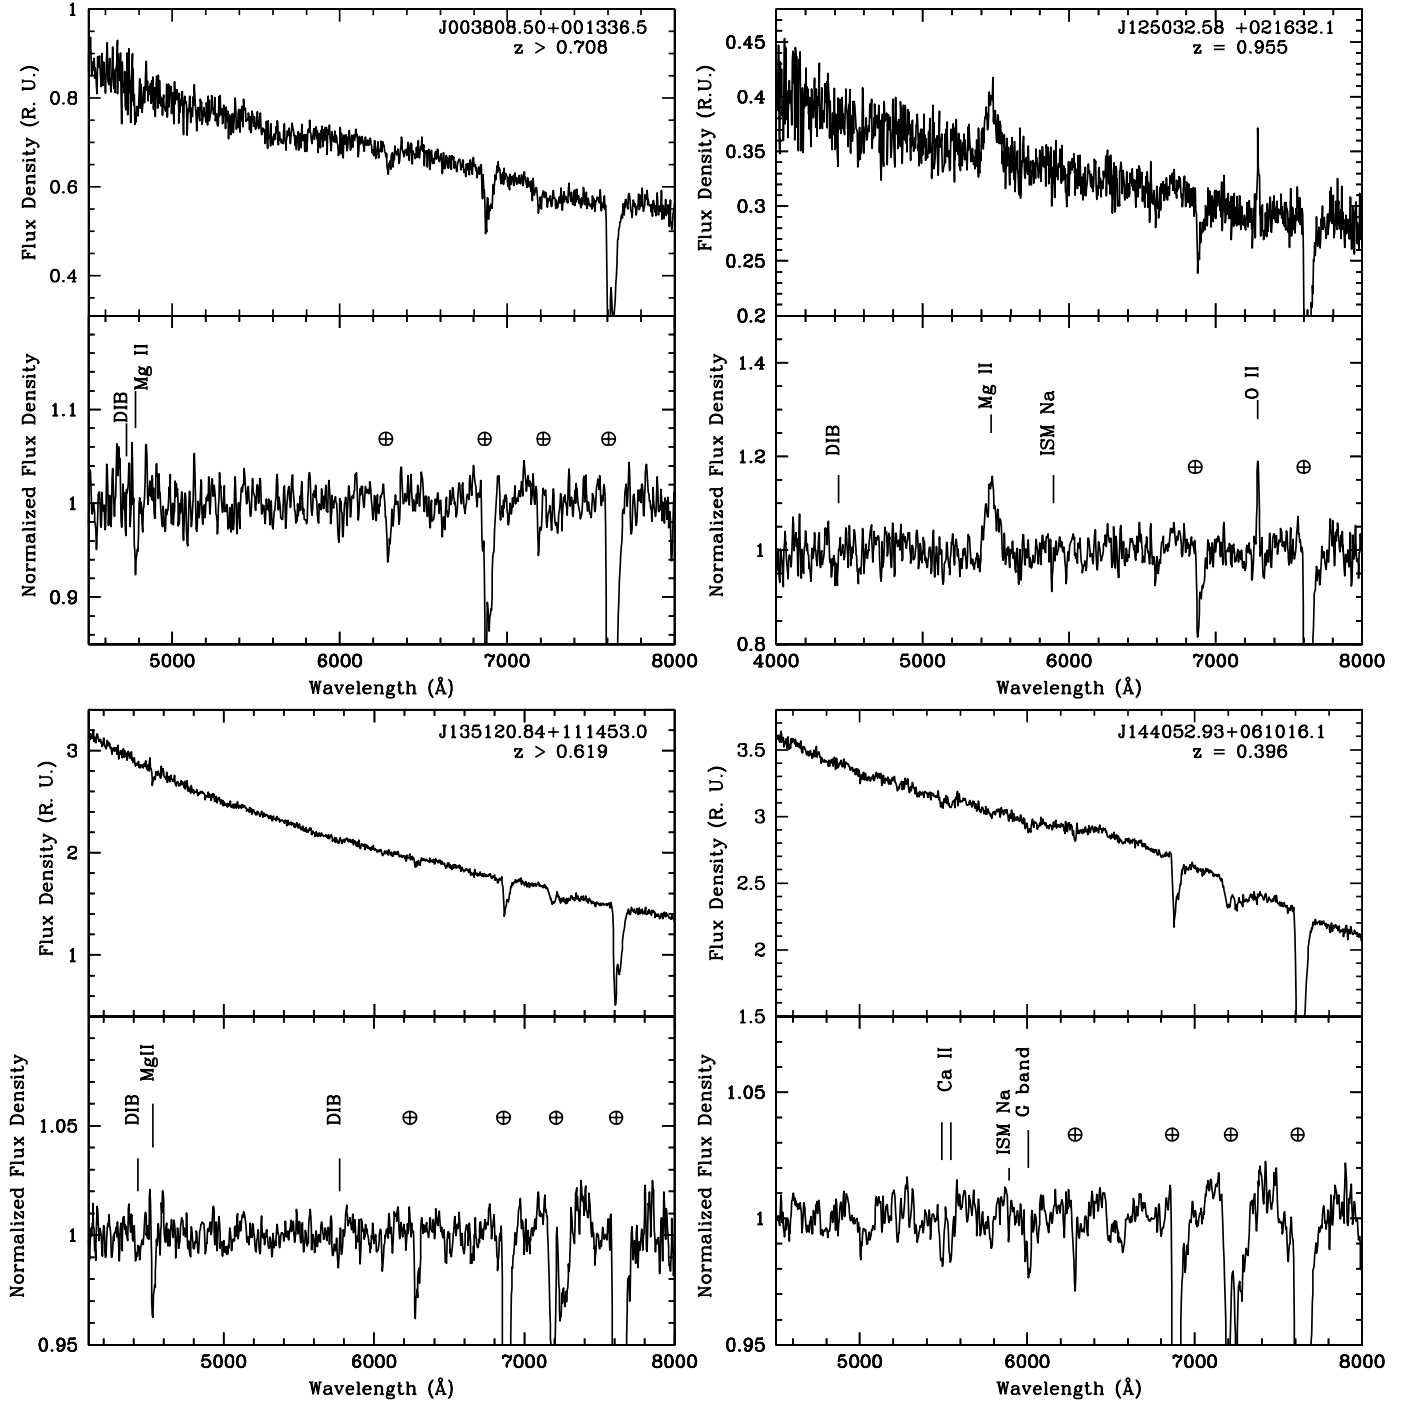 J003808.50+001336.5
z > 0.708
Flux Density (R. U.)
1
0.8
0.6
0.4
DIB
Mg II
⊕ ⊕ ⊕ ⊕
Normalized Flux Density
1.1
1
0.9
5000 6000 7000 8000
Wavelength (Å)
J125032.58 +021632.1
z = 0.955
Flux Density (R.U.)
0.45
0.4
0.35
0.3
0.25
0.2
DIB
Mg II
ISM Na
O II
⊕ ⊕
Normalized Flux Density
1.4
1.2
1
0.8
4000 5000 6000 7000 8000
Wavelength (Å)
J135120.84+111453.0
z > 0.619
Flux Density (R. U.)
3
2
1
DIB
MgII
DIB
⊕ ⊕ ⊕ ⊕
Normalized Flux Density
1.05
1
0.95
5000 6000 7000 8000
Wavelength (Å)
J144052.93+061016.1
z = 0.396
Flux Density (R. U.)
3.5
3
2.5
2
1.5
Ca II
ISM Na
G band
⊕ ⊕ ⊕ ⊕
Normalized Flux Density
1.05
1
0.95
5000 6000 7000 8000
Wavelength (Å)